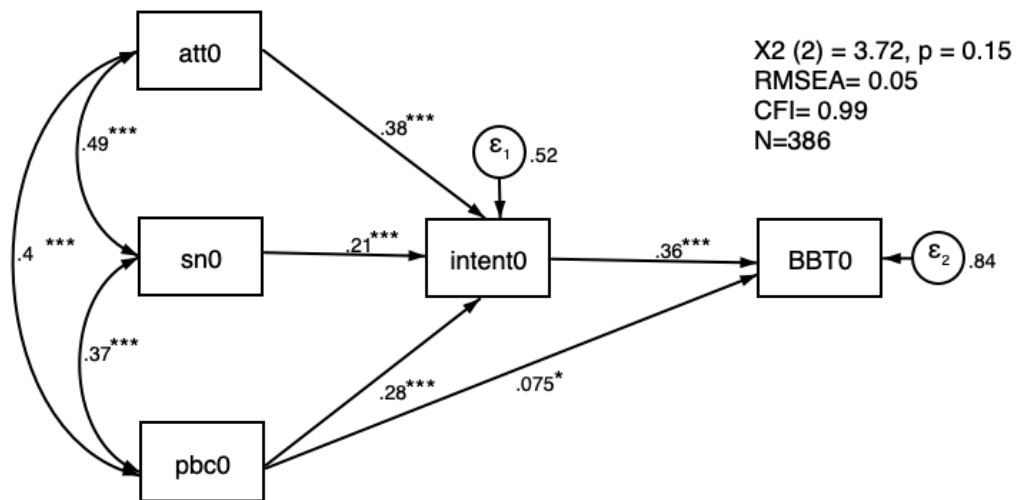 att0
X2 (2) = 3.72, p = 0.15
RMSEA= 0.05
CFI= 0.99
N=386
.49***
.38***
ε1
.52
.4 ***
sn0
.21***
intent0
.36***
BBT0
ε2
.84
.37***
.28***
.075*
pbc0